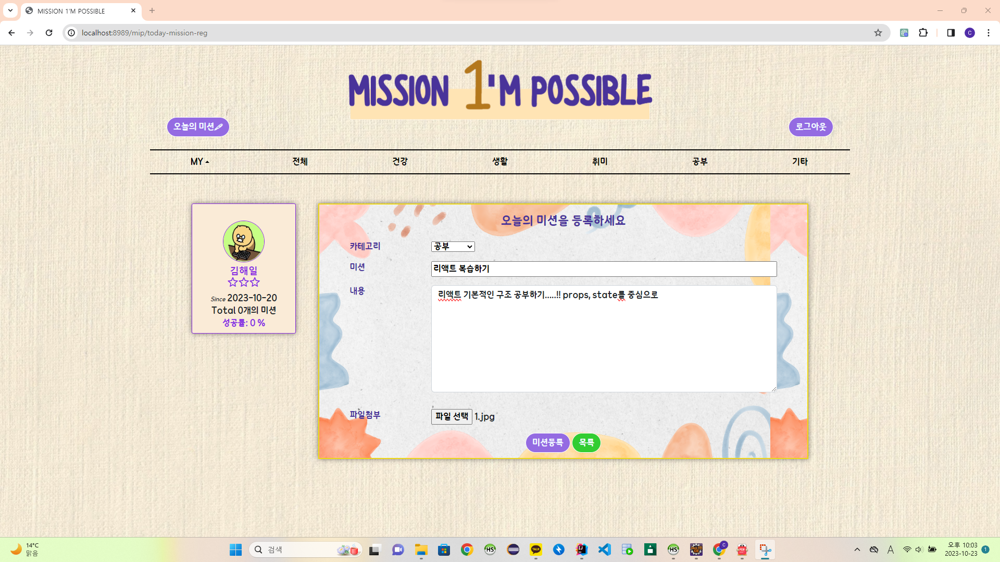 MISSION 1'M POSSIBLE
localhost:8989/mip/today-mission-reg
C
MISSION 1'M POSSIBLE
오늘의 미션
로그아웃
MY 전체 건강 생활 취미 공부 기타
김해일
Since 2023-10-20
Total 0개의 미션
성공률: 0 %
오늘의 미션을 등록하세요
카테고리 공부
미션 리액트 복습하기
내용 리액트 기본적인 구조 공부하기.....!! props, state를 중심으로
파일첨부 파일 선택 1.jpg
미션등록 목록
14°C
맑음
검색
HS
TALK
IJ
HS
C
PDF
A
오후 10:03
2023-10-23
1